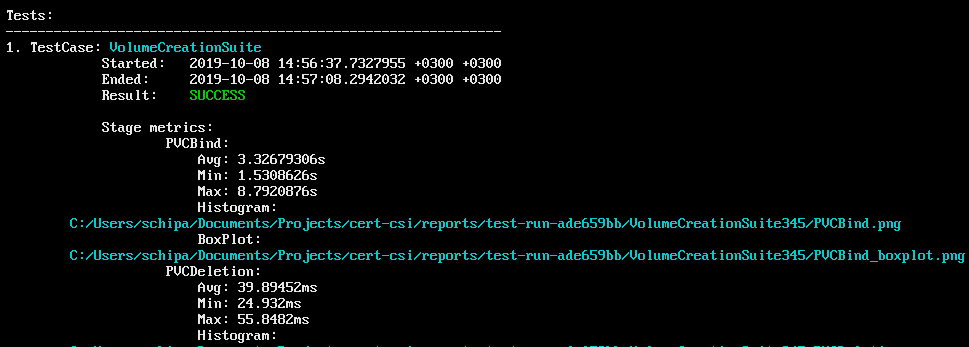 Tests:
--------------------------------------------------------------
1. TestCase: VolumeCreationSuite
Started: 2019-10-08 14:56:37.7327955 +0300 +0300
Ended: 2019-10-08 14:57:08.2942032 +0300 +0300
Result: SUCCESS
Stage metrics:
PVCBind:
Avg: 3.32679306s
Min: 1.5308626s
Max: 8.7920876s
Histogram:
C:/Users/schipa/Documents/Projects/cert-csi/reports/test-run-ade659bb/VolumeCreationSuite345/PVCBind.png
BoxPlot:
C:/Users/schipa/Documents/Projects/cert-csi/reports/test-run-ade659bb/VolumeCreationSuite345/PVCBind_boxplot.png
PVCDeletion:
Avg: 39.89452ms
Min: 24.932ms
Max: 55.8482ms
Histogram: